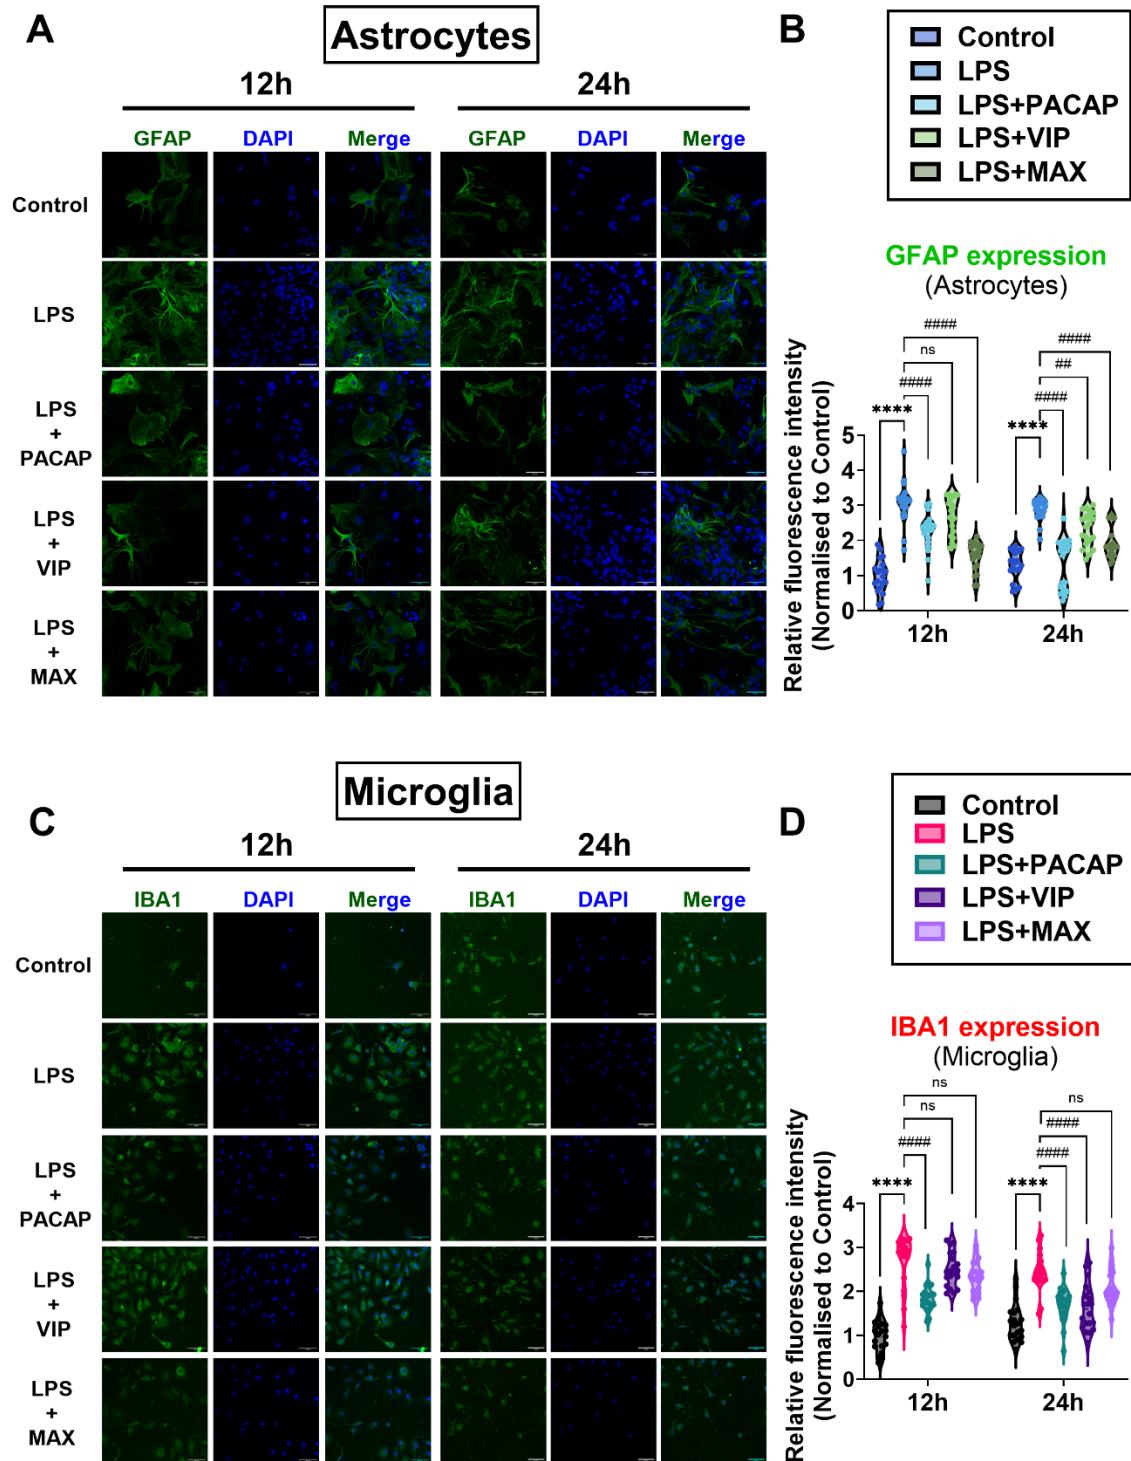 A
Astrocytes
12h
24h
GFAP DAPI Merge GFAP DAPI Merge
Control
LPS
LPS
+
PACAP
LPS
+
VIP
LPS
+
MAX
B
Control
LPS
LPS+PACAP
LPS+VIP
LPS+MAX
GFAP expression
(Astrocytes)
Relative fluorescence intensity
(Normalised to Control)
####
ns
####
****
####
##
####
****
5
4
3
2
1
0
12h
24h
C
Microglia
12h
24h
IBA1 DAPI Merge IBA1 DAPI Merge
Control
LPS
LPS
+
PACAP
LPS
+
VIP
LPS
+
MAX
D
Control
LPS
LPS+PACAP
LPS+VIP
LPS+MAX
IBA1 expression
(Microglia)
Relative fluorescence intensity
(Normalised to Control)
ns
ns
####
****
ns
####
####
****
4
3
2
1
0
12h
24h